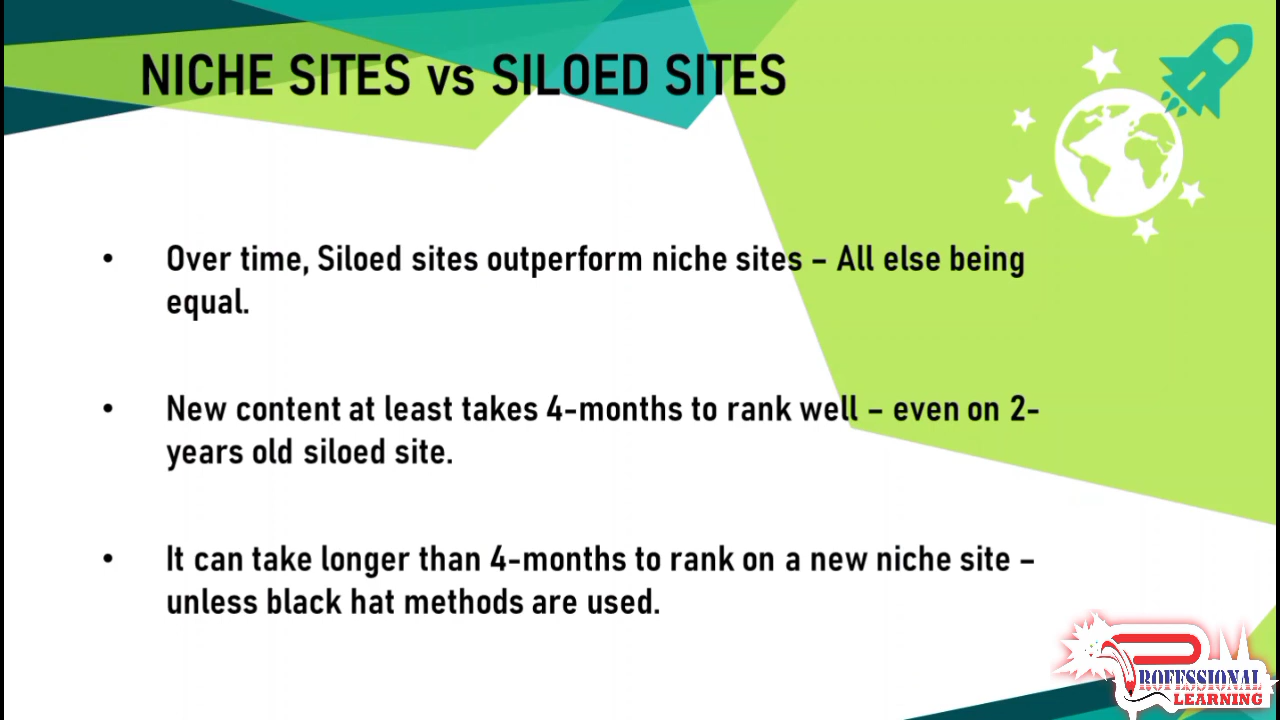 NICHE SITES vs SILOED SITES
• Over time, Siloed sites outperform niche sites – All else being
equal.
• New content at least takes 4-months to rank well – even on 2-
years old siloed site.
• It can take longer than 4-months to rank on a new niche site –
unless black hat methods are used.
PROFESSIONAL
LEARNING